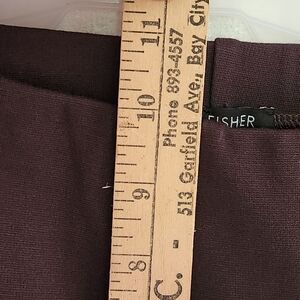 11
10
9
8
Phone 893-4557
513 Garfield Ave., Bay City
C. -
FISHER